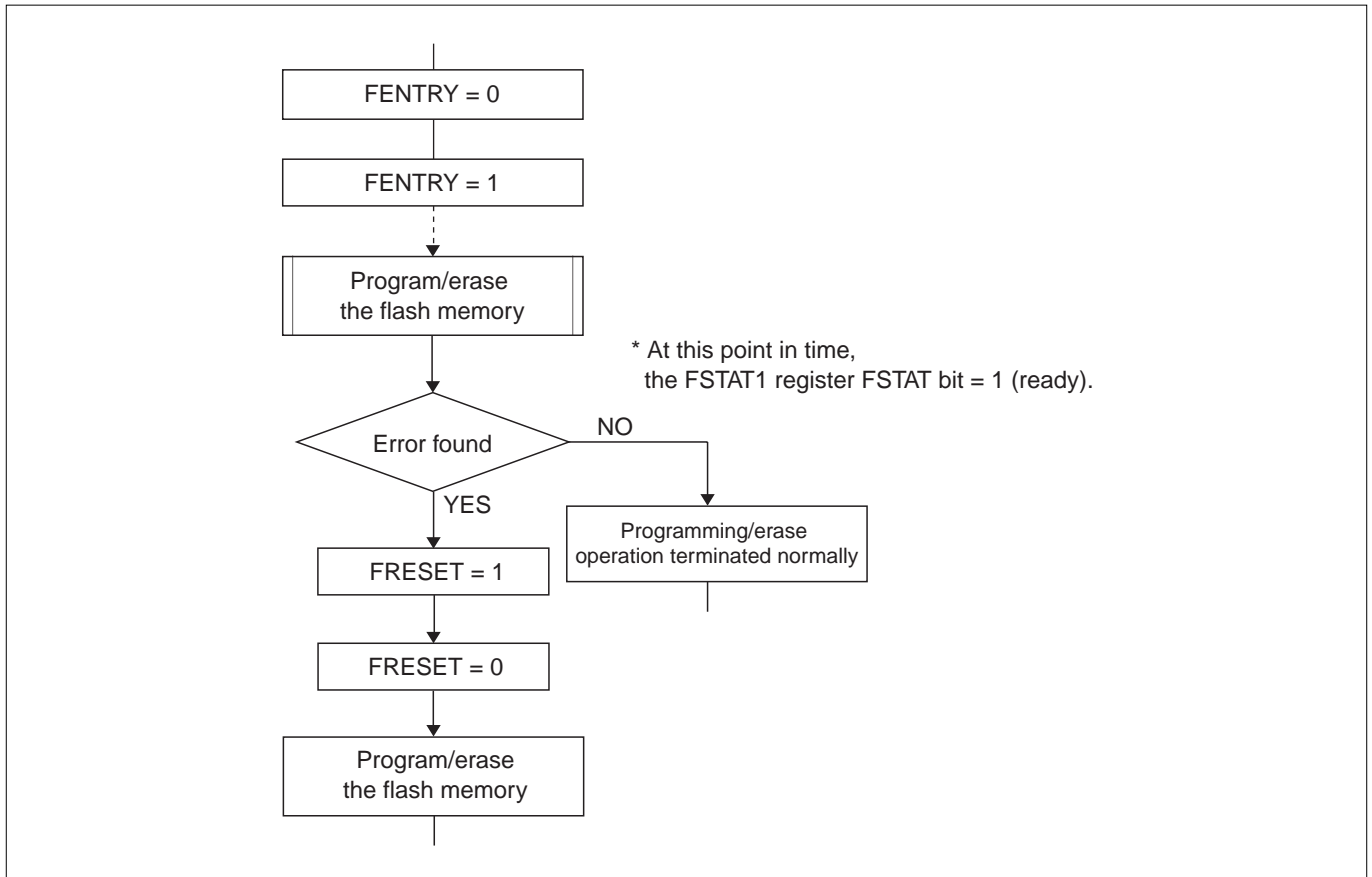 FENTRY = 0
FENTRY = 1
Program/erase
the flash memory
* At this point in time,
the FSTAT1 register FSTAT bit = 1 (ready).
Error found
NO
YES
Programming/erase
operation terminated normally
FRESET = 1
FRESET = 0
Program/erase
the flash memory